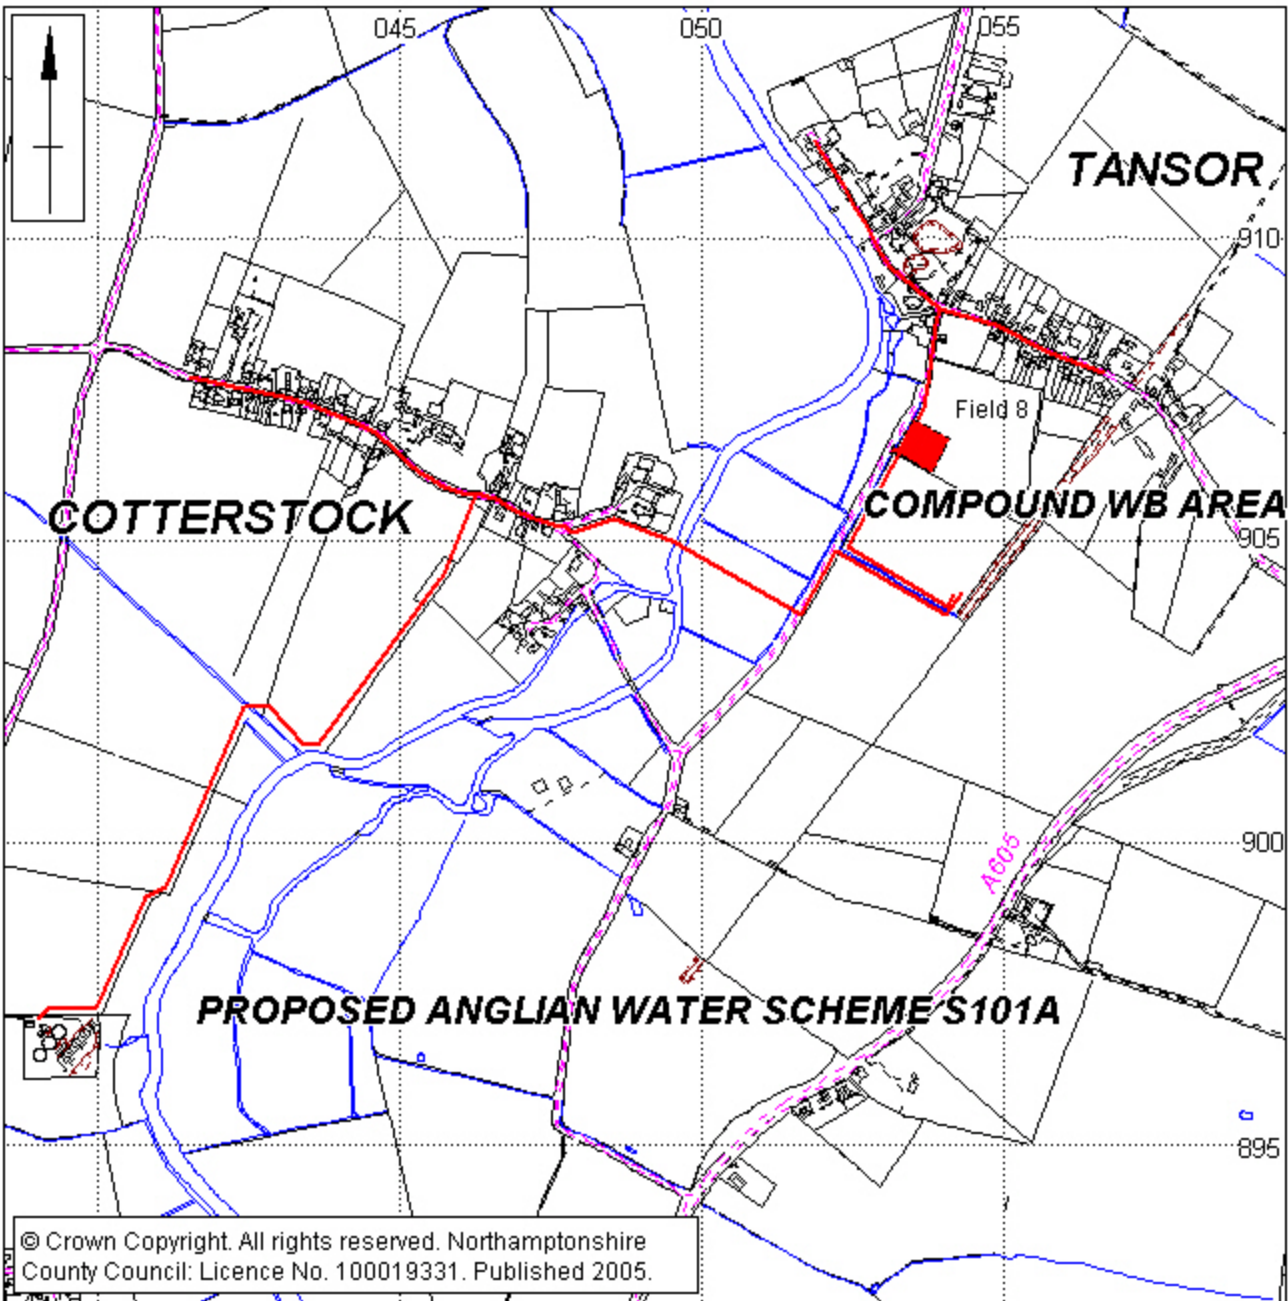 045
050
055
TANSOR
910
Field 8
COTTERSTOCK
COMPOUND WB AREA
905
A605
900
PROPOSED ANGLIAN WATER SCHEME S101A
895
© Crown Copyright. All rights reserved. Northamptonshire
County Council: Licence No. 100019331. Published 2005.